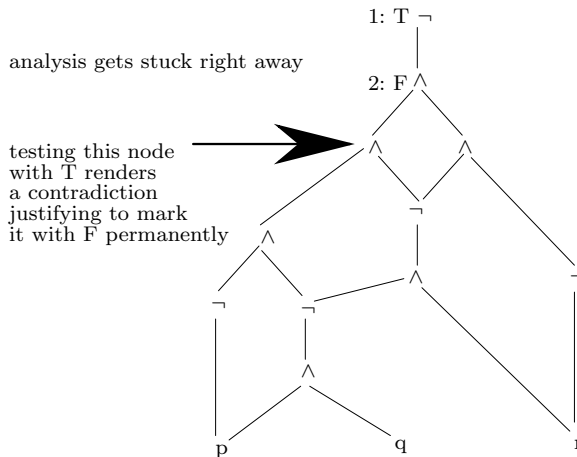 1: T ¬
analysis gets stuck right away
2: F ∧
testing this node
with T renders
a contradiction
justifying to mark
it with F permanently
∧ ∧
¬
∧
¬
∧
¬ ¬
∧
p q r